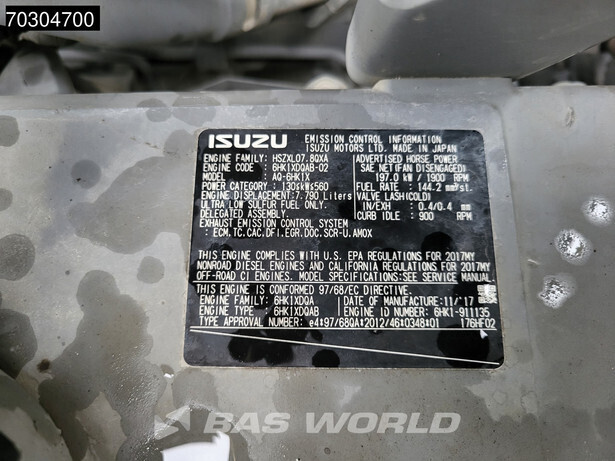 70304700
ISUZU EMISSION CONTROL INFORMATION
ISUZU MOTORS LTD. MADE IN JAPAN
ENGINE FAMILY: HSZXL07.8QXA
ENGINE CODE : 6HK1XDQAB-02
MODEL : AQ-6HK1X
POWER CATEGORY : 130≤kW≤560
DISPLACEMENT : 7.790 Liters
ULTRA LOW SULFUR FUEL ONLY.
DELEGATED ASSEMBLY.
EXHAUST EMISSION CONTROL SYSTEM
: ECM,TC,CAC,DFI,EGR,DOC,SCR-U,AMOX
ADVERTISED HORSE POWER
SAE NET(FAN DISENGAGED)
197.0 kW / 1900 RPM
FUEL RATE : 144.2 mm³/st.
VALVE LASH(COLD)
IN/EXH : 0.4/0.4 mm
CURB IDLE : 900 RPM
THIS ENGINE COMPLIES WITH U.S. EPA REGULATIONS FOR 2017MY
NONROAD DIESEL ENGINES AND CALIFORNIA REGULATIONS FOR 2017MY
OFF-ROAD CI ENGINES. MODEL SPECIFICATIONS:SEE SERVICE MANUAL
THIS ENGINE IS CONFORMED 97/68/EC DIRECTIVE.
ENGINE FAMILY : 6HK1XDQA DATE OF MANUFACTURE:11/'17
ENGINE TYPE : 6HK1XDQAB ENGINE NUMBER: 6HK1-911135
TYPE APPROVAL NUMBER : e4*97/68QA*2012/46*0348*01 176HF02
BAS WORLD